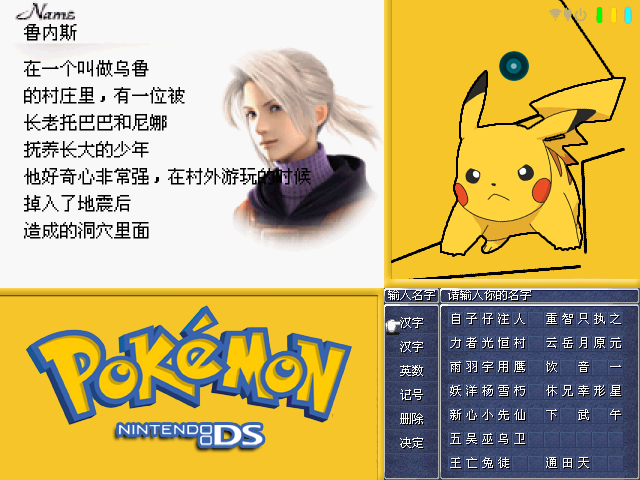 Name
鲁内斯
在一个叫做乌鲁
的村庄里，有一位被
长老托巴巴和尼娜
抚养长大的少年
他好奇心非常强，在村外游玩的时候
掉入了地震后
造成的洞穴里面
POKéMON
NINTENDO DS
输入名字 请输入你的名字
汉字 自子仔注人 重智只执之
汉字 力者光恒村 云岳月原元
英数 雨羽宇用鹰 饮 音 一
记号 妖洋杨雪朽 休兄幸形星
删除 新心小先仙 下 武 午
决定 五吴巫乌卫
王亡兔徒 通田天